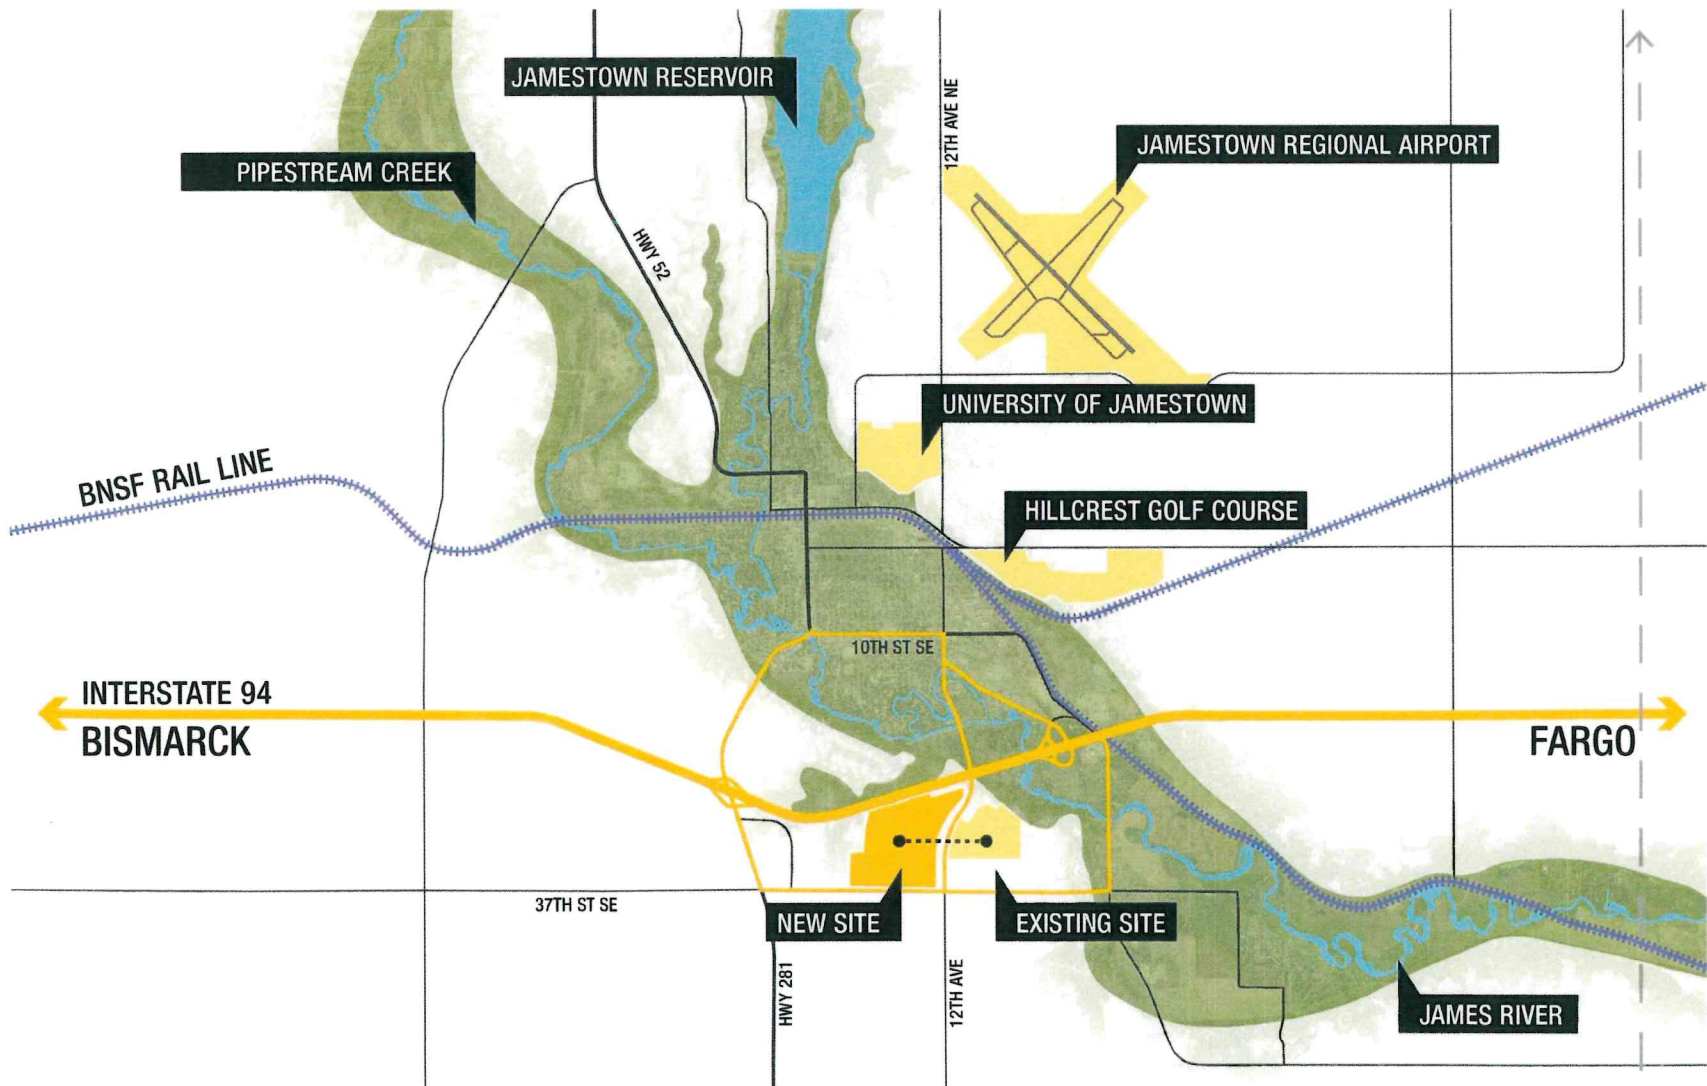 JAMESTOWN RESERVOIR
12TH AVE NE
JAMESTOWN REGIONAL AIRPORT
PIPESTREAM CREEK
HWY 52
UNIVERSITY OF JAMESTOWN
BNSF RAIL LINE
HILLCREST GOLF COURSE
10TH ST SE
INTERSTATE 94
BISMARCK
FARGO
37TH ST SE
NEW SITE
EXISTING SITE
HWY 281
12TH AVE
JAMES RIVER